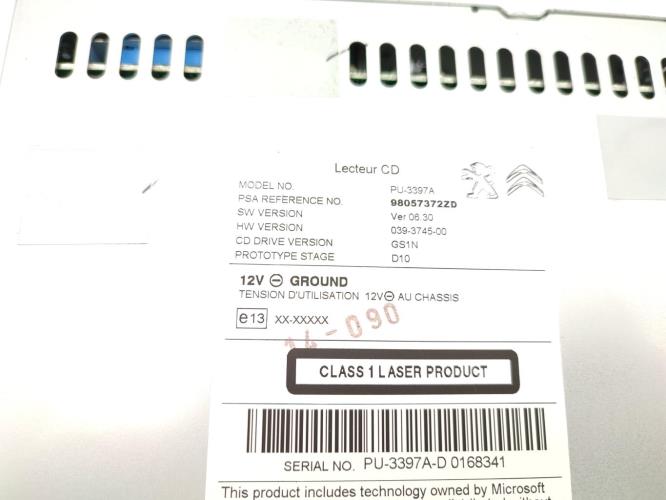 Lecteur CD
MODEL NO. PU-3397A
PSA REFERENCE NO. 98057372ZD
SW VERSION Ver 06.30
HW VERSION 039-3745-00
CD DRIVE VERSION GS1N
PROTOTYPE STAGE D10
12V ⊖ GROUND
TENSION D'UTILISATION 12V⊖ AU CHASSIS
e13 XX-XXXXX
14-090
CLASS 1 LASER PRODUCT
SERIAL NO. PU-3397A-D 0168341
This product includes technology owned by Microsoft